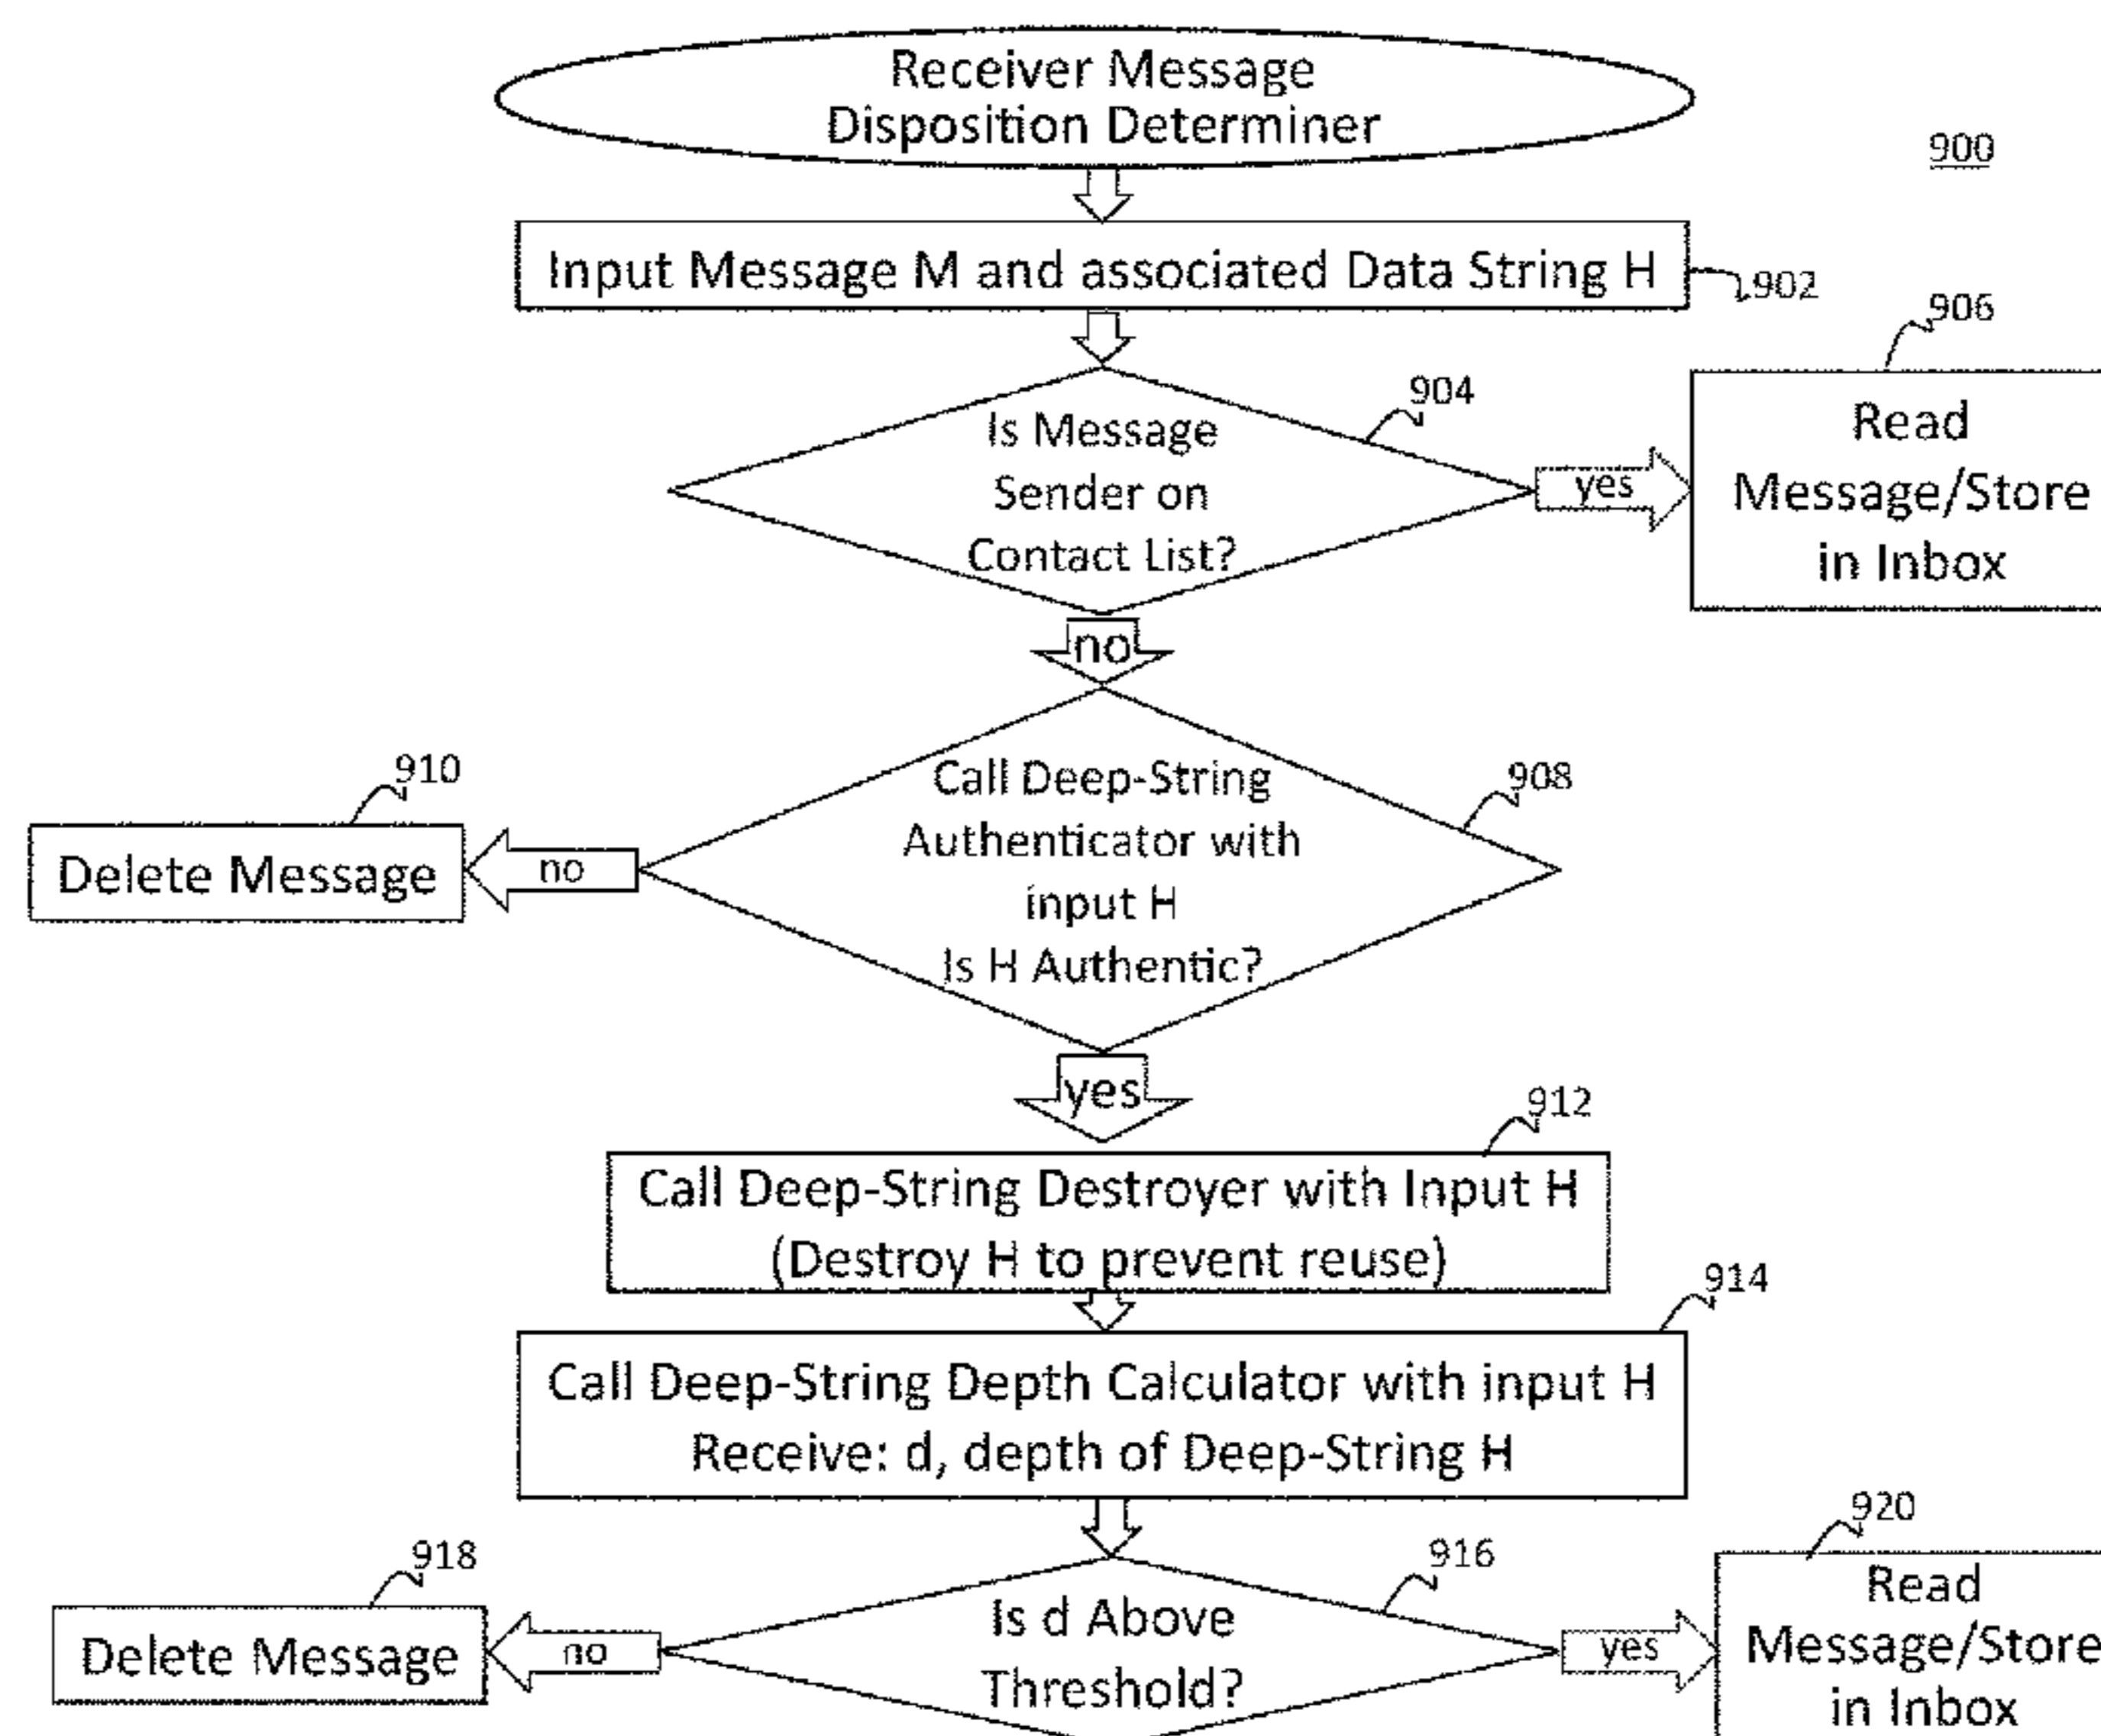 Receiver Message
Disposition Determiner
900
Input Message M and associated Data String H
902
906
904
Is Message
Sender on
Contact List?
yes
Read
Message/Store
in Inbox
no
910
908
Call Deep-String
Authenticator with
input H
Is H Authentic?
no
Delete Message
yes
912
Call Deep-String Destroyer with Input H
(Destroy H to prevent reuse)
914
Call Deep-String Depth Calculator with input H
Receive: d, depth of Deep-String H
920
918
916
Is d Above
Threshold?
no
Delete Message
yes
Read
Message/Store
in Inbox